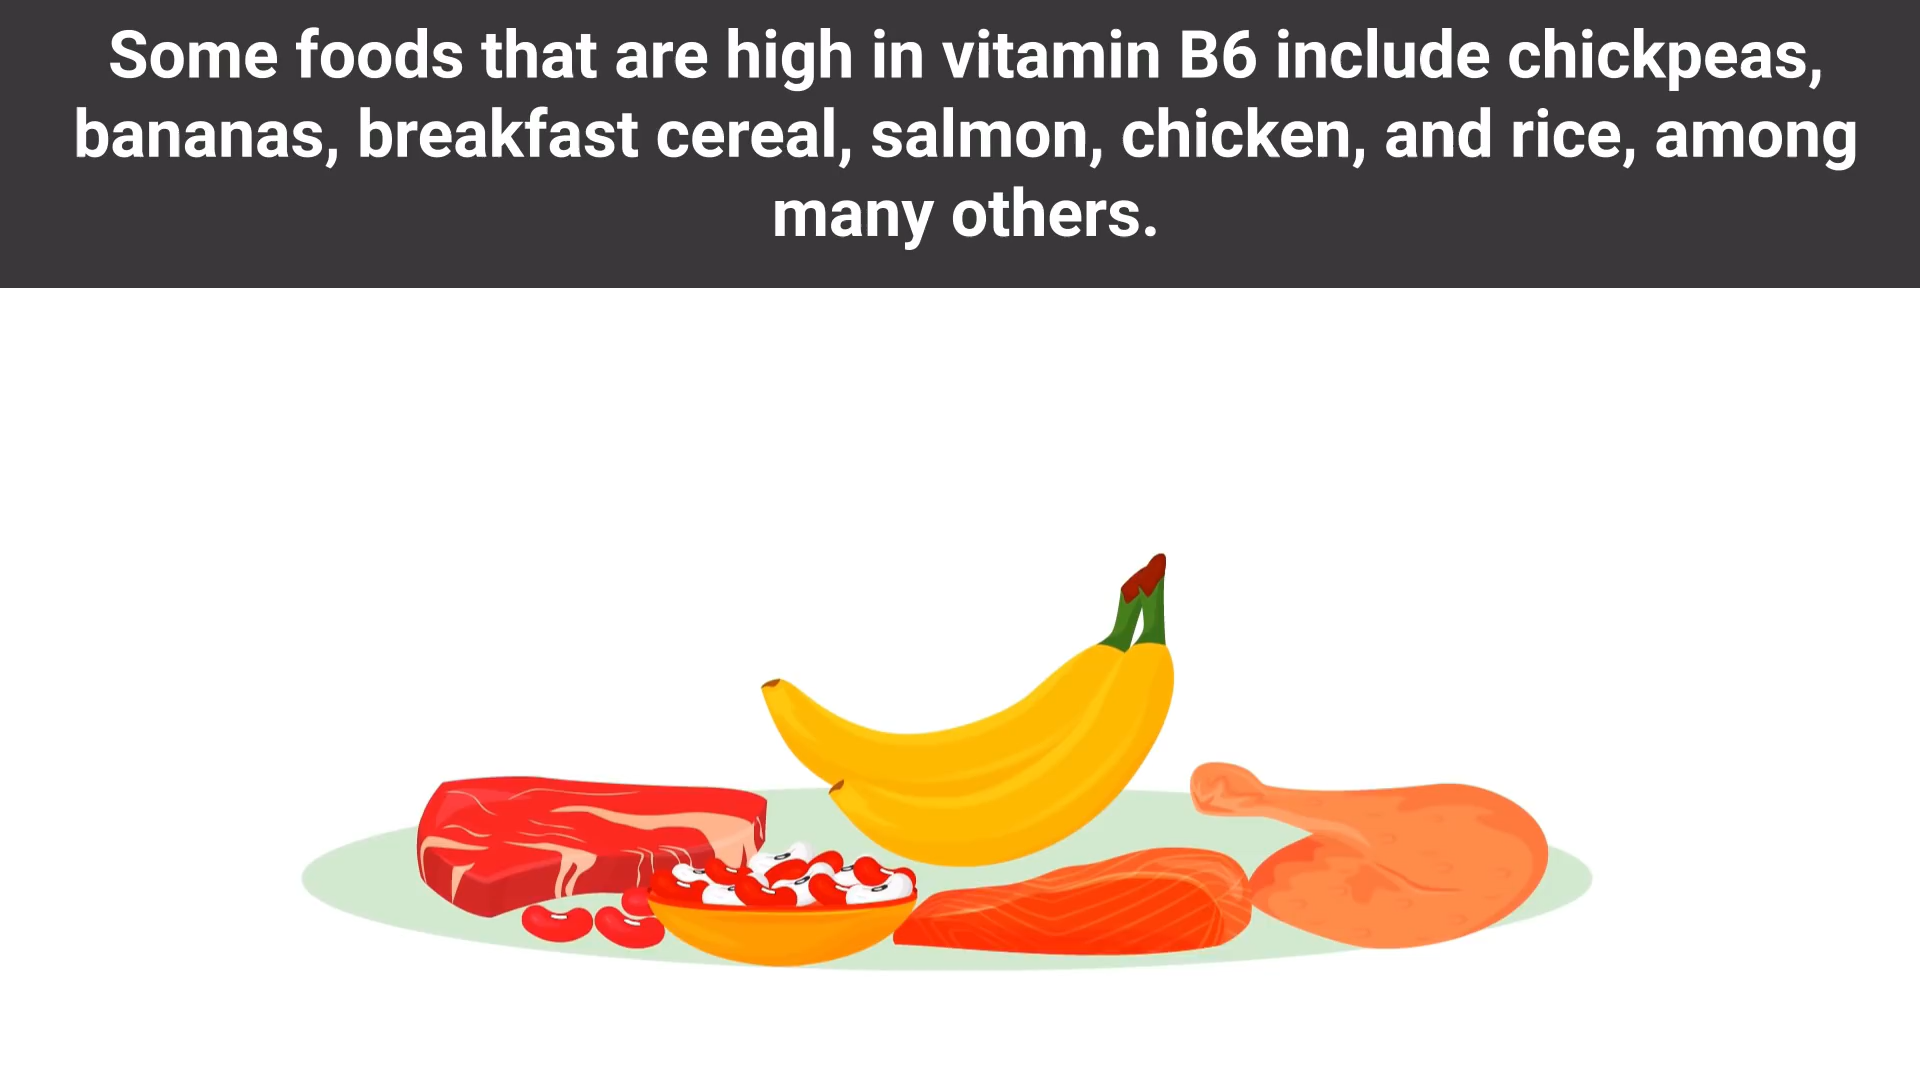 Some foods that are high in vitamin B6 include chickpeas,
bananas, breakfast cereal, salmon, chicken, and rice, among
many others.